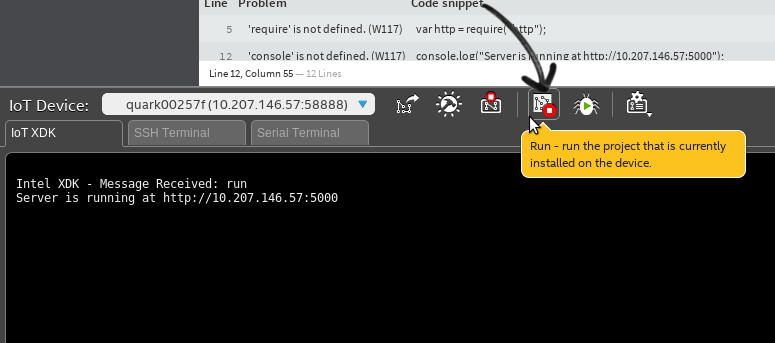 Line Problem Code snippet
5 'require' is not defined. (W117) var http = require("http");
12 'console' is not defined. (W117) console.log("Server is running at http://10.207.146.57:5000");
Line 12, Column 55 — 12 Lines
IoT Device: quark00257f (10.207.146.57:58888)
IoT XDK SSH Terminal Serial Terminal
Run - run the project that is currently
installed on the device.
Intel XDK - Message Received: run
Server is running at http://10.207.146.57:5000